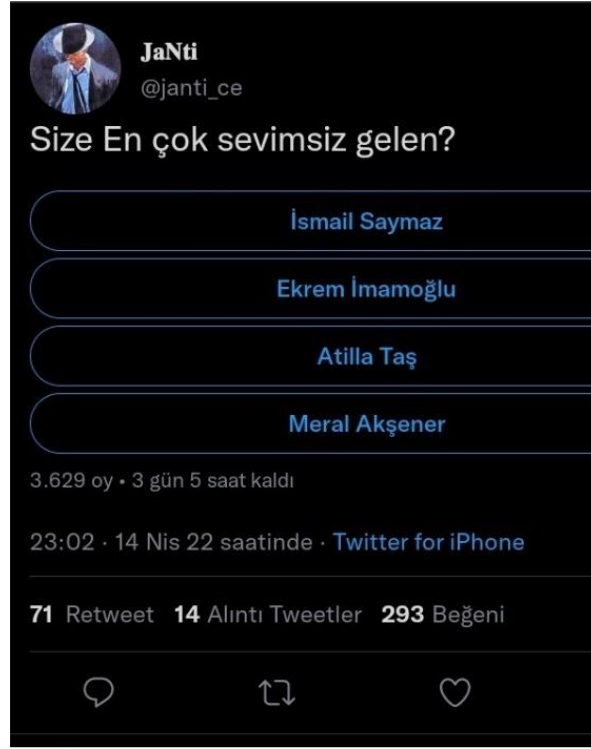 JaNti
@janti_ce
Size En çok sevimsiz gelen?
İsmail Saymaz
Ekrem İmamoğlu
Atilla Taş
Meral Akşener
3.629 oy • 3 gün 5 saat kaldı
23:02 · 14 Nis 22 saatinde · Twitter for iPhone
71 Retweet 14 Alıntı Tweetler 293 Beğeni